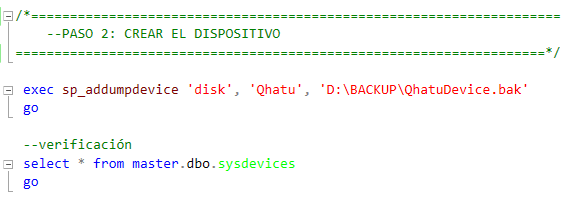 /*==================================================================
--PASO 2: CREAR EL DISPOSITIVO
==================================================================*/
exec sp_addumpdevice 'disk', 'Qhatu', 'D:\BACKUP\QhatuDevice.bak'
go
--verificación
select * from master.dbo.sysdevices
go